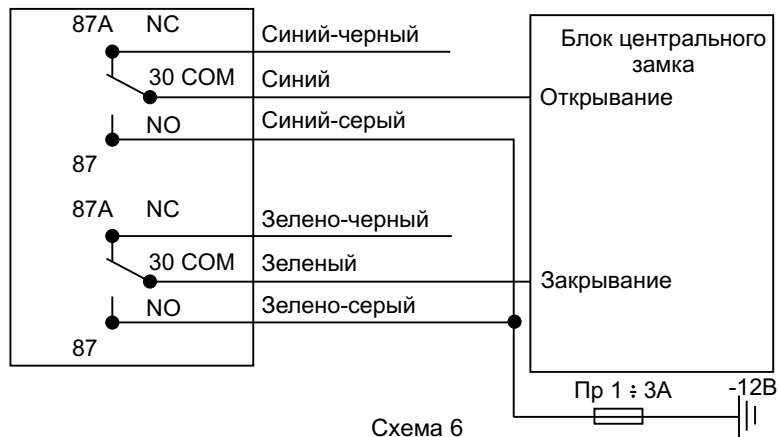 87A NC
Синий-черный
30 COM
Синий
NO
Синий-серый
87
87A NC
Зелено-черный
30 COM
Зеленый
NO
Зелено-серый
87
Блок центрального
замка
Открывание
Закрывание
Пр 1 ÷ 3А
-12В
Схема 6